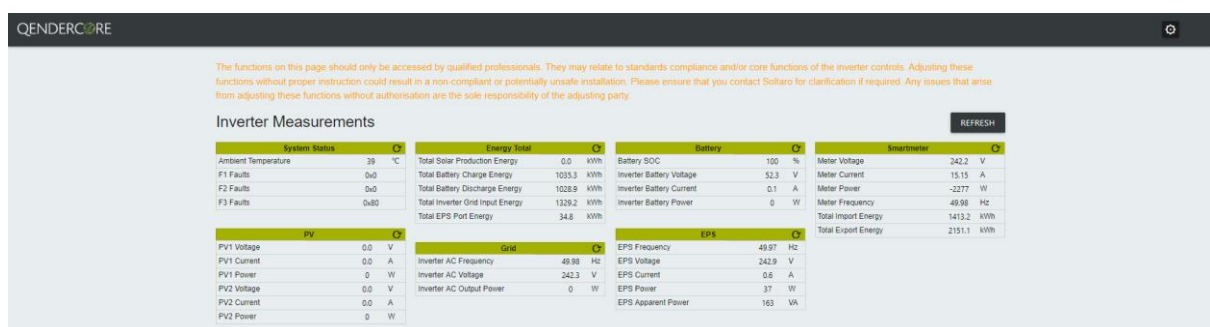 QENDERCORE
The functions on this page should only be accessed by qualified professionals. They may relate to standards compliance and/or core functions of the inverter controls. Adjusting these
functions without proper instruction could result in a non-compliant or potentially unsafe installation. Please ensure that you contact Soltaro for clarification if required. Any issues that arise
from adjusting these functions without authorisation are the sole responsibility of the adjusting party.
Inverter Measurements
REFRESH
System Status
Ambient Temperature 39 °C
F1 Faults 0x0
F2 Faults 0x0
F3 Faults 0x80
Energy Total
Total Solar Production Energy 0.0 kWh
Total Battery Charge Energy 1035.3 kWh
Total Battery Discharge Energy 1028.9 kWh
Total Inverter Grid Input Energy 1329.2 kWh
Total EPS Port Energy 34.8 kWh
Battery
Battery SOC 100 %
Inverter Battery Voltage 52.3 V
Inverter Battery Current 0.1 A
Inverter Battery Power 0 W
Smartmeter
Meter Voltage 242.2 V
Meter Current 15.15 A
Meter Power -2277 W
Meter Frequency 49.98 Hz
Total Import Energy 1413.2 kWh
Total Export Energy 2151.1 kWh
PV
PV1 Voltage 0.0 V
PV1 Current 0.0 A
PV1 Power 0 W
PV2 Voltage 0.0 V
PV2 Current 0.0 A
PV2 Power 0 W
Grid
Inverter AC Frequency 49.98 Hz
Inverter AC Voltage 242.3 V
Inverter AC Output Power 0 W
EPS
EPS Frequency 49.97 Hz
EPS Voltage 242.9 V
EPS Current 0.6 A
EPS Power 37 W
EPS Apparent Power 163 VA